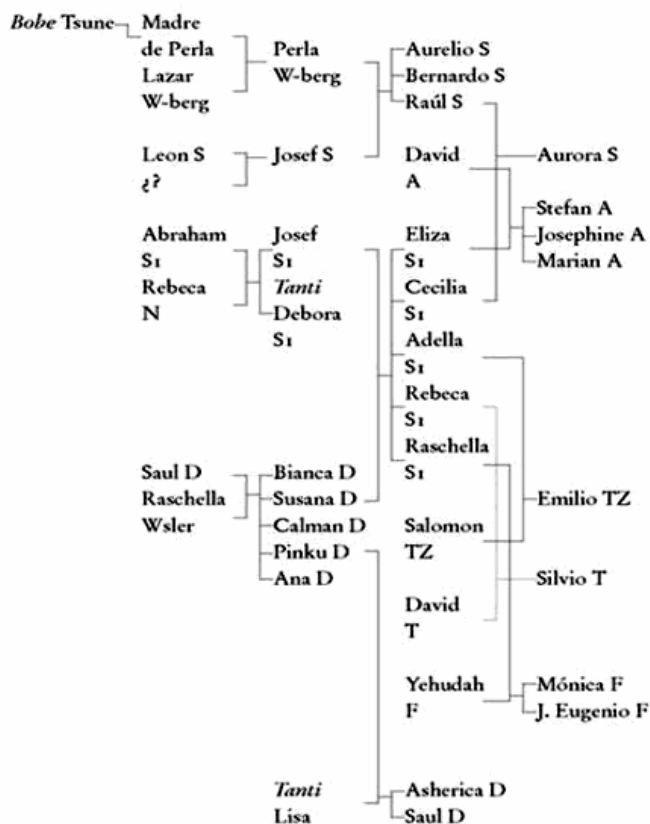 Bobe Tsune
Madre
de Perla
Lazar
W-berg
Leon S
¿?
Abraham
S1
Rebeca
N
Saul D
Raschella
Wsler
Perla
W-berg
Josef S
Josef
S1
Tanti
Debora
S1
Bianca D
Susana D
Calman D
Pinku D
Ana D
Tanti
Lisa
Aurelio S
Bernardo S
Raúl S
David
A
Eliza
S1
Cecilia
S1
Adella
S1
Rebeca
S1
Raschella
S1
Salomon
TZ
David
T
Yehudah
F
Asherica D
Saul D
Aurora S
Stefan A
Josephine A
Marian A
Emilio TZ
Silvio T
Mónica F
J. Eugenio F